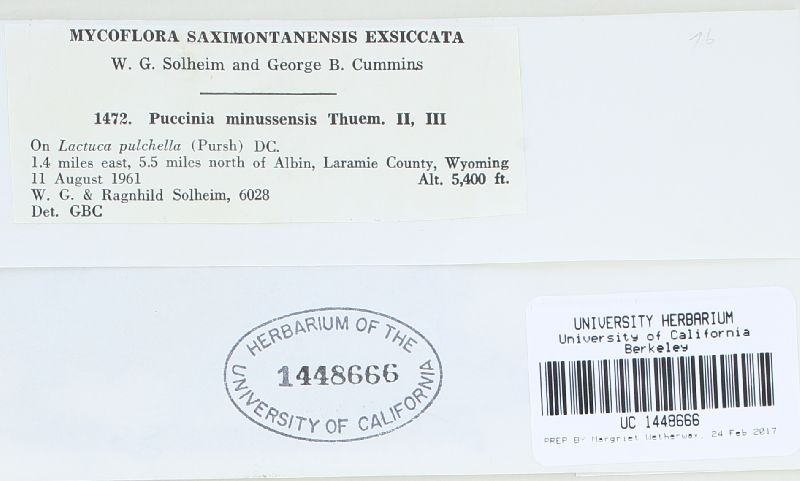 MYCOFLORA SAXIMONTANENSIS EXSICCATA
W. G. Solheim and George B. Cummins
1472. Puccinia minussensis Thuem. II, III
On Lactuca pulchella (Pursh) DC.
1.4 miles east, 5.5 miles north of Albin, Laramie County, Wyoming
11 August 1961 Alt. 5,400 ft.
W. G. & Ragnhild Solheim, 6028
Det. GBC
HERBARIUM OF THE
1448666
UNIVERSITY OF CALIFORNIA
UNIVERSITY HERBARIUM
University of California
Berkeley
UC 1448666
PREP BY Margriet Wetherwax, 24 Feb 2017